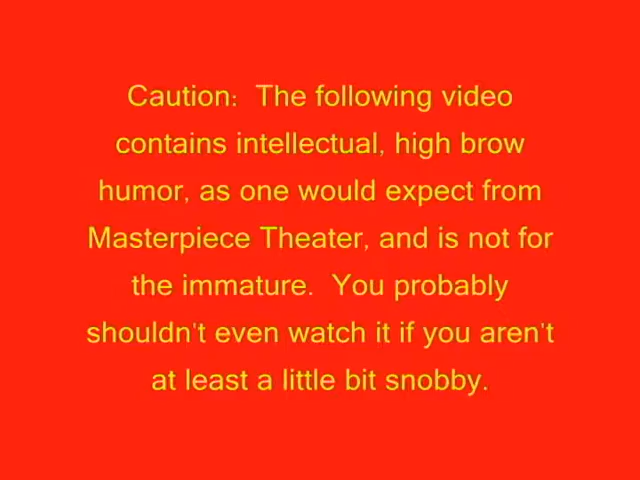 Caution:  The following video
contains intellectual, high brow
humor, as one would expect from
Masterpiece Theater, and is not for
the immature.  You probably
shouldn't even watch it if you aren't
at least a little bit snobby.